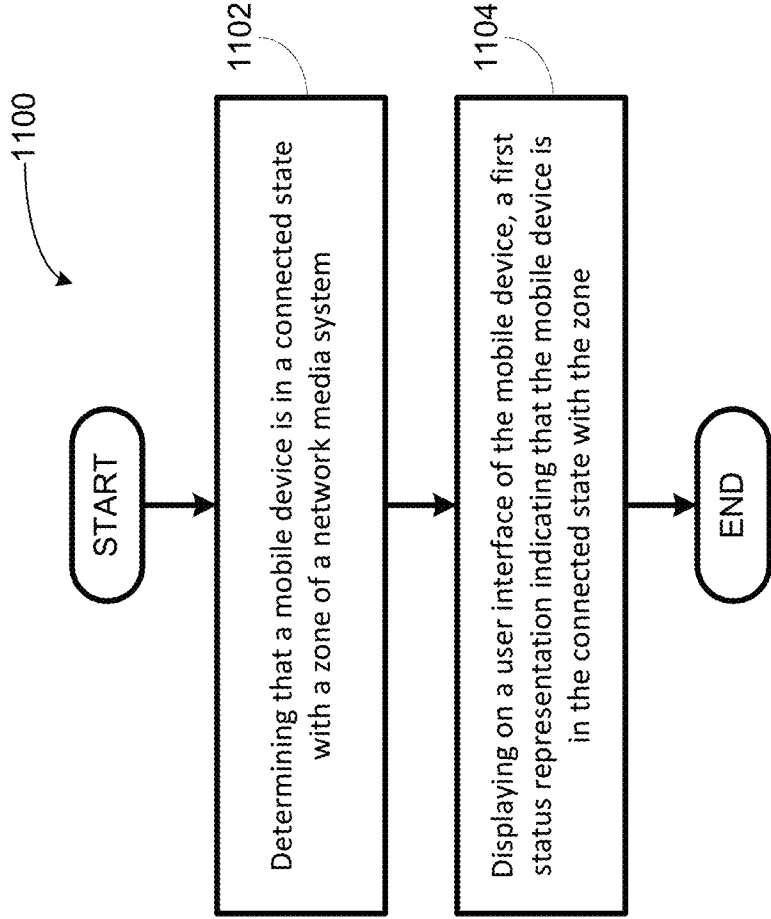 1100
START
Determining that a mobile device is in a connected state
with a zone of a network media system
1102
Displaying on a user interface of the mobile device, a first
status representation indicating that the mobile device is
in the connected state with the zone
1104
END